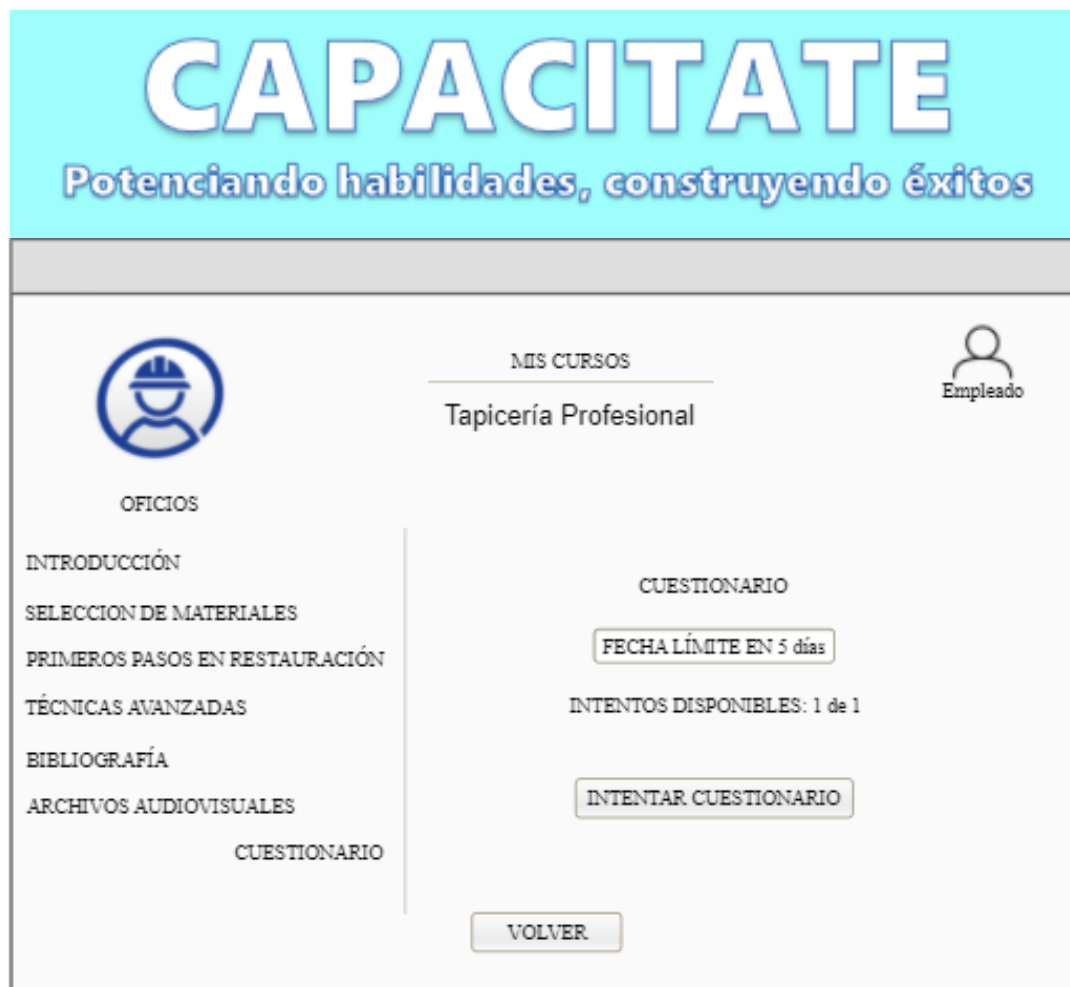 CAPACITATE
Potenciando habilidades, construyendo éxitos
MIS CURSOS
Tapicería Profesional
Empleado
OFICIOS
INTRODUCCIÓN
SELECCION DE MATERIALES
PRIMEROS PASOS EN RESTAURACIÓN
TÉCNICAS AVANZADAS
BIBLIOGRAFÍA
ARCHIVOS AUDIOVISUALES
CUESTIONARIO
CUESTIONARIO
FECHA LÍMITE EN 5 días
INTENTOS DISPONIBLES: 1 de 1
INTENTAR CUESTIONARIO
VOLVER